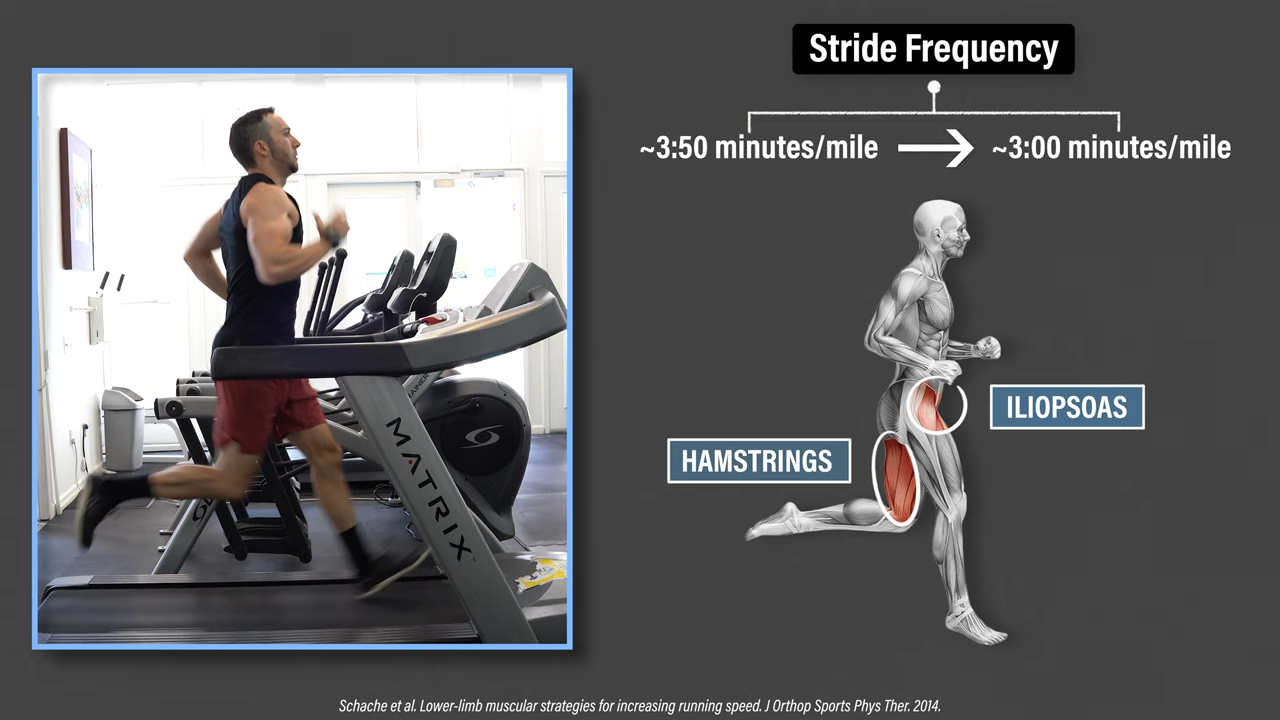 Stride Frequency
~3:50 minutes/mile → ~3:00 minutes/mile
ILIOPSOAS
HAMSTRINGS
MATRIX
Schache et al. Lower-limb muscular strategies for increasing running speed. J Orthop Sports Phys Ther. 2014.